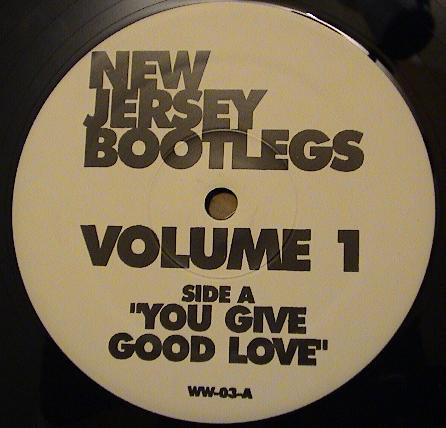 NEW
JERSEY
BOOTLEGS
VOLUME 1
SIDE A
"YOU GIVE
GOOD LOVE"
WW-03-A